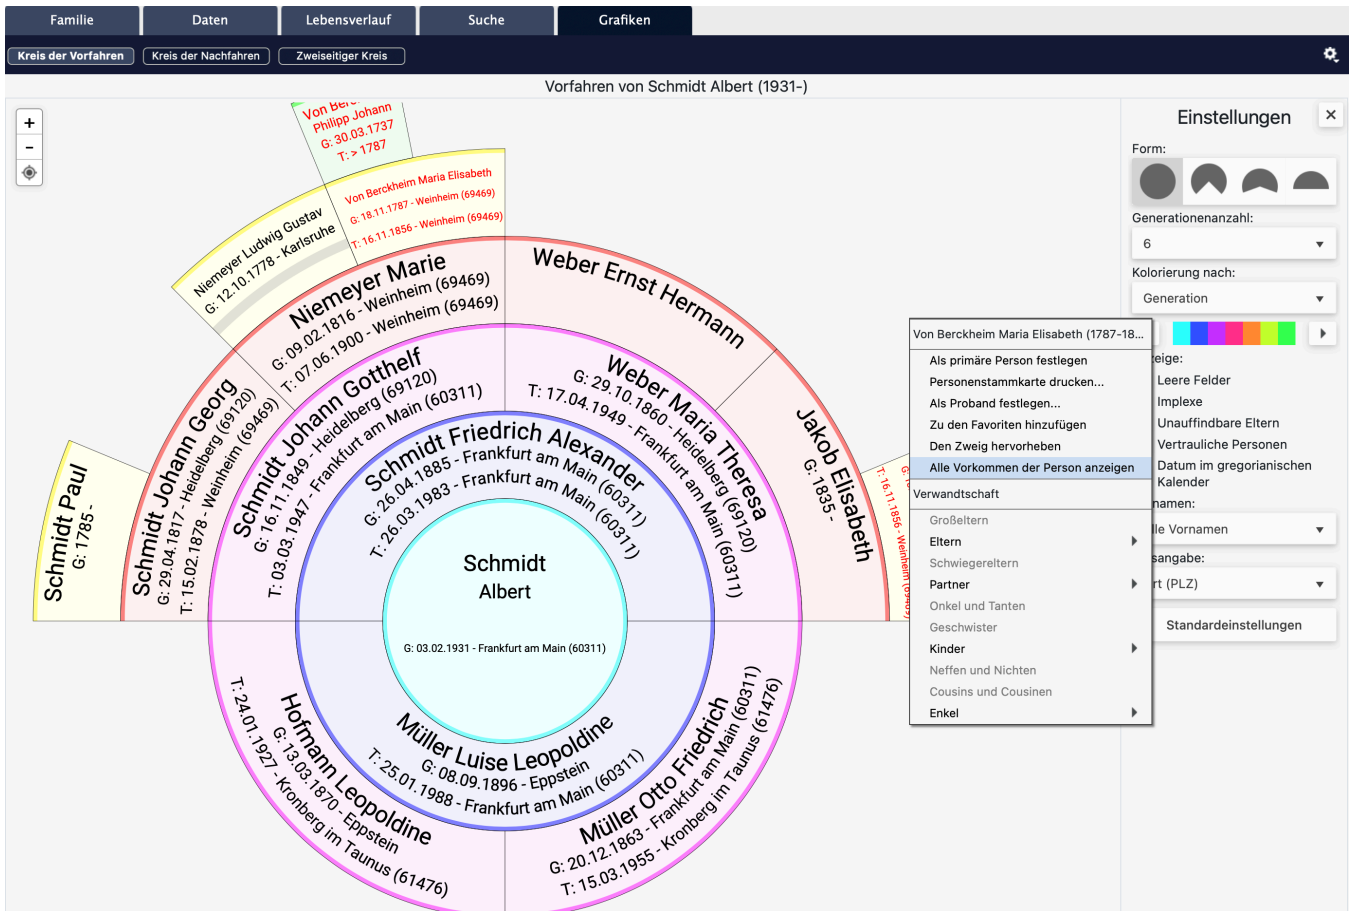 Familie
Daten
Lebensverlauf
Suche
Grafiken
Kreis der Vorfahren
Kreis der Nachfahren
Zweiseitiger Kreis
Vorfahren von Schmidt Albert (1931-)
+
-
Philipp Johann
G: 30.03.1737
T: > 1787
Niemeyer Ludwig Gustav
G: 12.10.1778 - Karlsruhe
Von Berckheim Maria Elisabeth
G: 18.11.1787 - Weinheim (69469)
T: 16.11.1856 - Weinheim (69469)
Schmidt Paul
G: 1785 -
Schmidt Johann Georg
G: 29.04.1817 - Heidelberg (69120)
T: 15.02.1878 - Weinheim (69469)
Niemeyer Marie
G: 09.02.1816 - Weinheim (69469)
T: 07.06.1900 - Weinheim (69469)
Weber Ernst Hermann
Jakob Elisabeth
G: 1835 -
T: 16.11.1856 - Weinheim (69469)
Schmidt Johann Gotthelf
G: 16.11.1849 - Heidelberg (69120)
T: 03.03.1947 - Frankfurt am Main (60311)
Weber Maria Theresa
G: 29.10.1860 - Heidelberg (69120)
T: 17.04.1949 - Frankfurt am Main (60311)
Schmidt Friedrich Alexander
G: 26.04.1885 - Frankfurt am Main (60311)
T: 26.03.1983 - Frankfurt am Main (60311)
Schmidt
Albert
G: 03.02.1931 - Frankfurt am Main (60311)
Müller Luise Leopoldine
G: 08.09.1896 - Eppstein
T: 25.01.1988 - Frankfurt am Main (60311)
Hofmann Leopoldine
G: 13.03.1870 - Eppstein
T: 24.01.1927 - Kronberg im Taunus (61476)
Müller Otto Friedrich
G: 20.12.1863 - Frankfurt am Main (60311)
T: 15.03.1955 - Kronberg im Taunus (61476)
Von Berckheim Maria Elisabeth (1787-18...
Als primäre Person festlegen
Personenstammkarte drucken...
Als Proband festlegen...
Zu den Favoriten hinzufügen
Den Zweig hervorheben
Alle Vorkommen der Person anzeigen
Verwandtschaft
Großeltern
Eltern
Schwiegereltern
Partner
Onkel und Tanten
Geschwister
Kinder
Neffen und Nichten
Cousins und Cousinen
Enkel
Einstellungen
Form:
Generationenanzahl:
6
Kolorierung nach:
Generation
zeige:
Leere Felder
Implexe
Unauffindbare Eltern
Vertrauliche Personen
Datum im gregorianischen
Kalender
namen:
lle Vornamen
sangabe:
rt (PLZ)
Standardeinstellungen